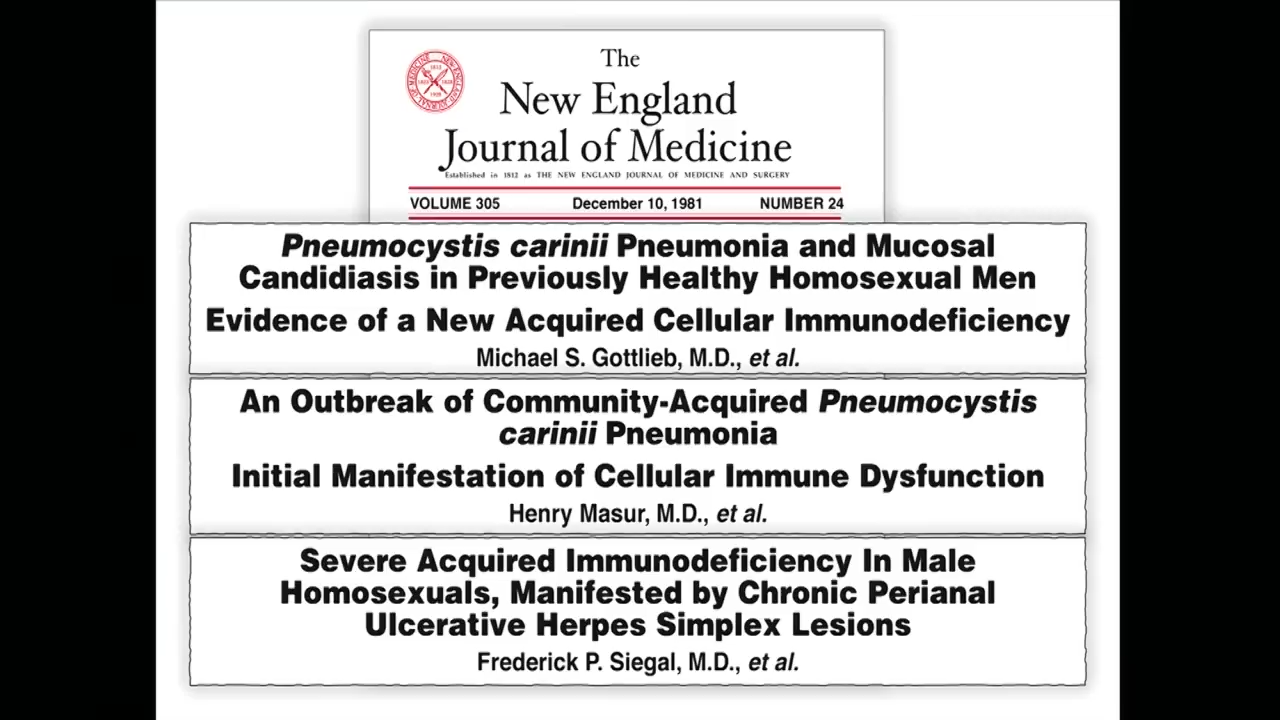 The
New England
Journal of Medicine
Established in 1812 as THE NEW ENGLAND JOURNAL OF MEDICINE AND SURGERY
VOLUME 305 December 10, 1981 NUMBER 24
Pneumocystis carinii Pneumonia and Mucosal
Candidiasis in Previously Healthy Homosexual Men
Evidence of a New Acquired Cellular Immunodeficiency
Michael S. Gottlieb, M.D., et al.
An Outbreak of Community-Acquired Pneumocystis
carinii Pneumonia
Initial Manifestation of Cellular Immune Dysfunction
Henry Masur, M.D., et al.
Severe Acquired Immunodeficiency In Male
Homosexuals, Manifested by Chronic Perianal
Ulcerative Herpes Simplex Lesions
Frederick P. Siegal, M.D., et al.